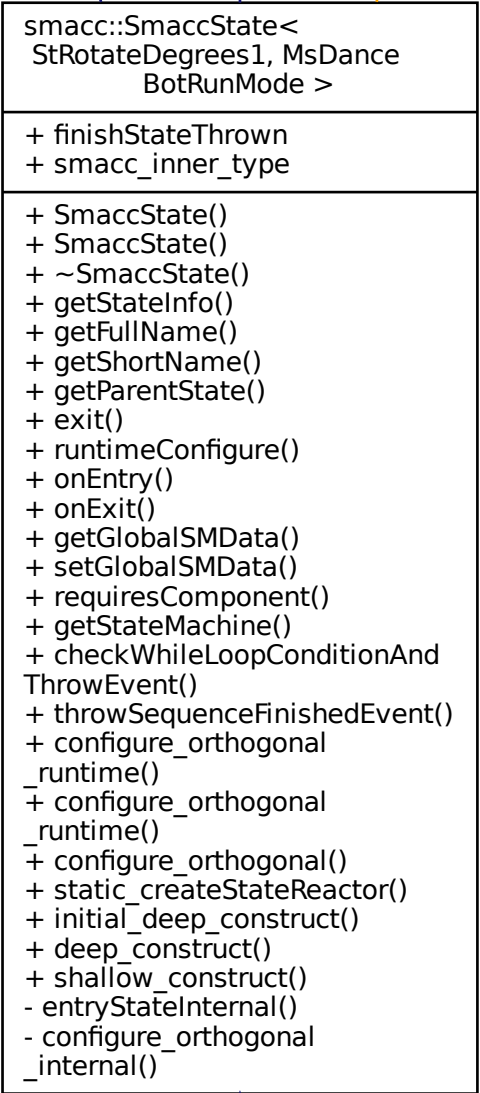 smacc::SmaccState<
StRotateDegrees1, MsDance
BotRunMode >
+ finishStateThrown
+ smacc_inner_type
+ SmaccState()
+ SmaccState()
+ ~SmaccState()
+ getStateInfo()
+ getFullName()
+ getShortName()
+ getParentState()
+ exit()
+ runtimeConfigure()
+ onEntry()
+ onExit()
+ getGlobalSMData()
+ setGlobalSMData()
+ requiresComponent()
+ getStateMachine()
+ checkWhileLoopConditionAnd
ThrowEvent()
+ throwSequenceFinishedEvent()
+ configure_orthogonal
_runtime()
+ configure_orthogonal
_runtime()
+ configure_orthogonal()
+ static_createStateReactor()
+ initial_deep_construct()
+ deep_construct()
+ shallow_construct()
- entryStateInternal()
- configure_orthogonal
_internal()